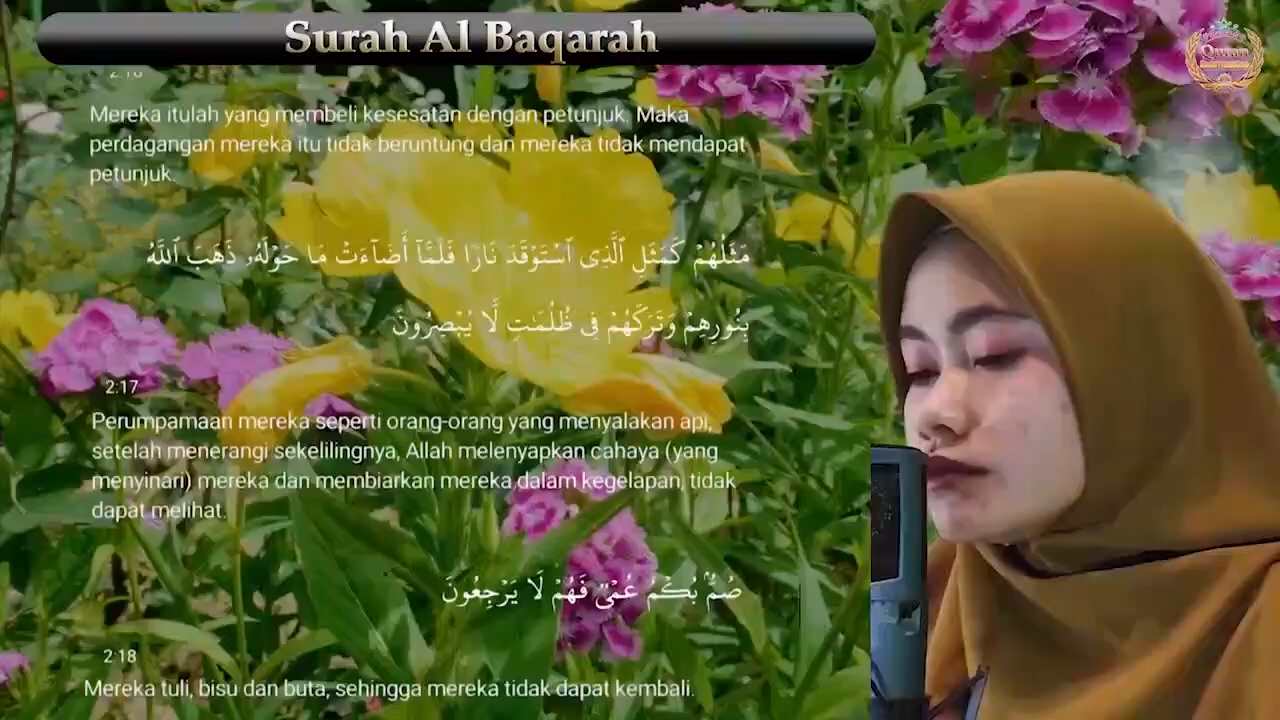 Surah Al Baqarah
2:16
Mereka itulah yang membeli kesesatan dengan petunjuk. Maka
perdagangan mereka itu tidak beruntung dan mereka tidak mendapat
petunjuk.
مَثَلُهُمْ كَمَثَلِ ٱلَّذِى ٱسْتَوْقَدَ نَارًا فَلَمَّآ أَضَآءَتْ مَا حَوْلَهُۥ ذَهَبَ ٱللَّهُ
بِنُورِهِمْ وَتَرَكَهُمْ فِى ظُلُمَٰتٍ لَّا يُبْصِرُونَ
2:17
Perumpamaan mereka seperti orang-orang yang menyalakan api,
setelah menerangi sekelilingnya, Allah melenyapkan cahaya (yang
menyinari) mereka dan membiarkan mereka dalam kegelapan, tidak
dapat melihat.
صُمٌّۢ بُكْمٌ عُمْىٌ فَهُمْ لَا يَرْجِعُونَ
2:18
Mereka tuli, bisu dan buta, sehingga mereka tidak dapat kembali.